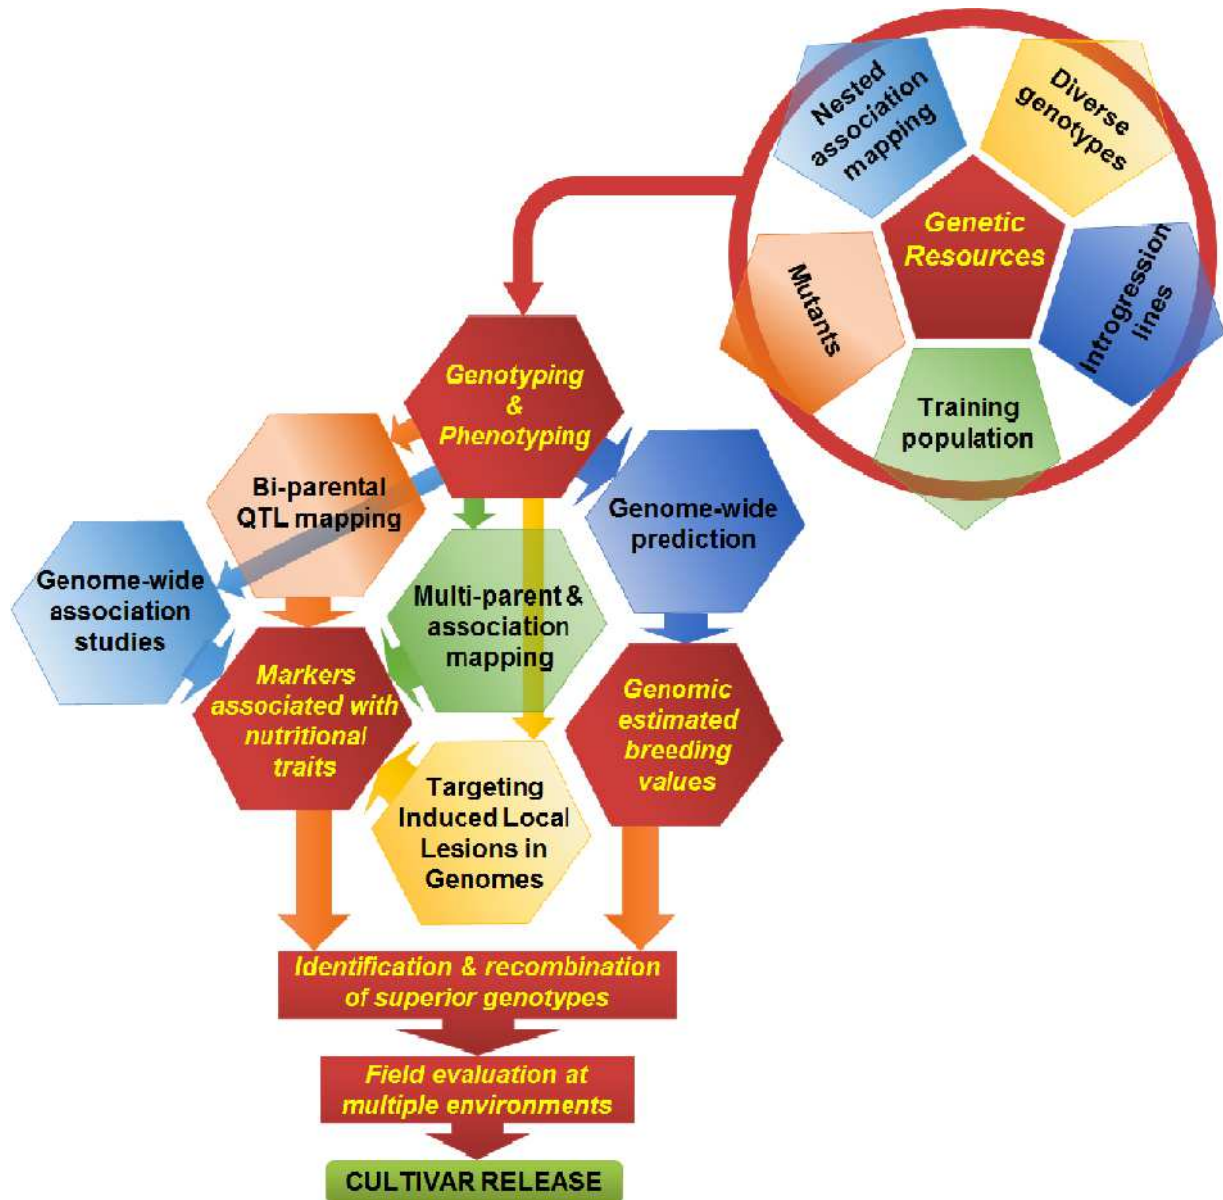 Nested
association
mapping
Diverse
genotypes
Genetic
Resources
Mutants
Introgression
lines
Training
population
Genotyping
&
Phenotyping
Bi-parental
QTL mapping
Genome-wide
prediction
Genome-wide
association
studies
Multi-parent &
association
mapping
Markers
associated with
nutritional
traits
Genomic
estimated
breeding
values
Targeting
Induced Local
Lesions in
Genomes
Identification & recombination
of superior genotypes
Field evaluation at
multiple environments
CULTIVAR RELEASE